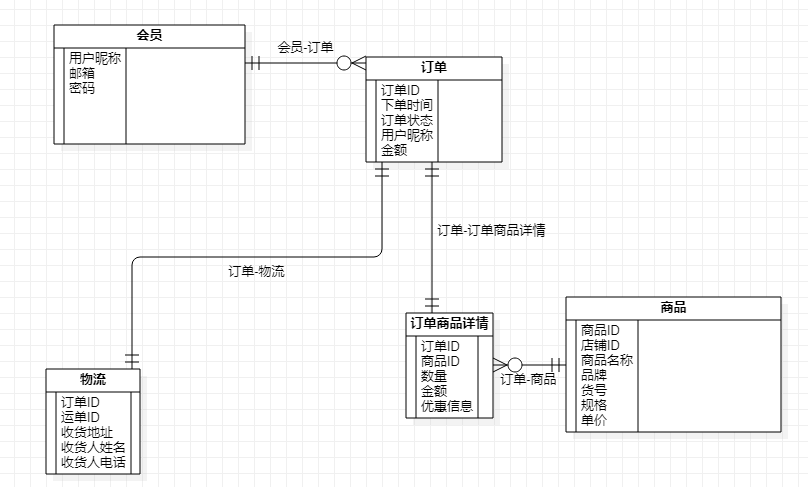 会员
用户昵称
邮箱
密码
会员-订单
订单
订单ID
下单时间
订单状态
用户昵称
金额
订单-订单商品详情
订单-物流
物流
订单ID
运单ID
收货地址
收货人姓名
收货人电话
订单商品详情
订单ID
商品ID
数量
金额
优惠信息
订单-商品
商品
商品ID
店铺ID
商品名称
品牌
货号
规格
单价